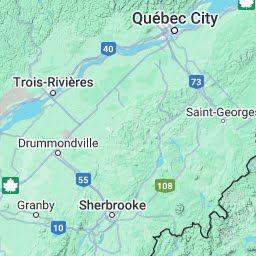 Québec City
40
Trois-Rivières
73
Saint-Georges
Drummondville
55
108
Granby
Sherbrooke
10